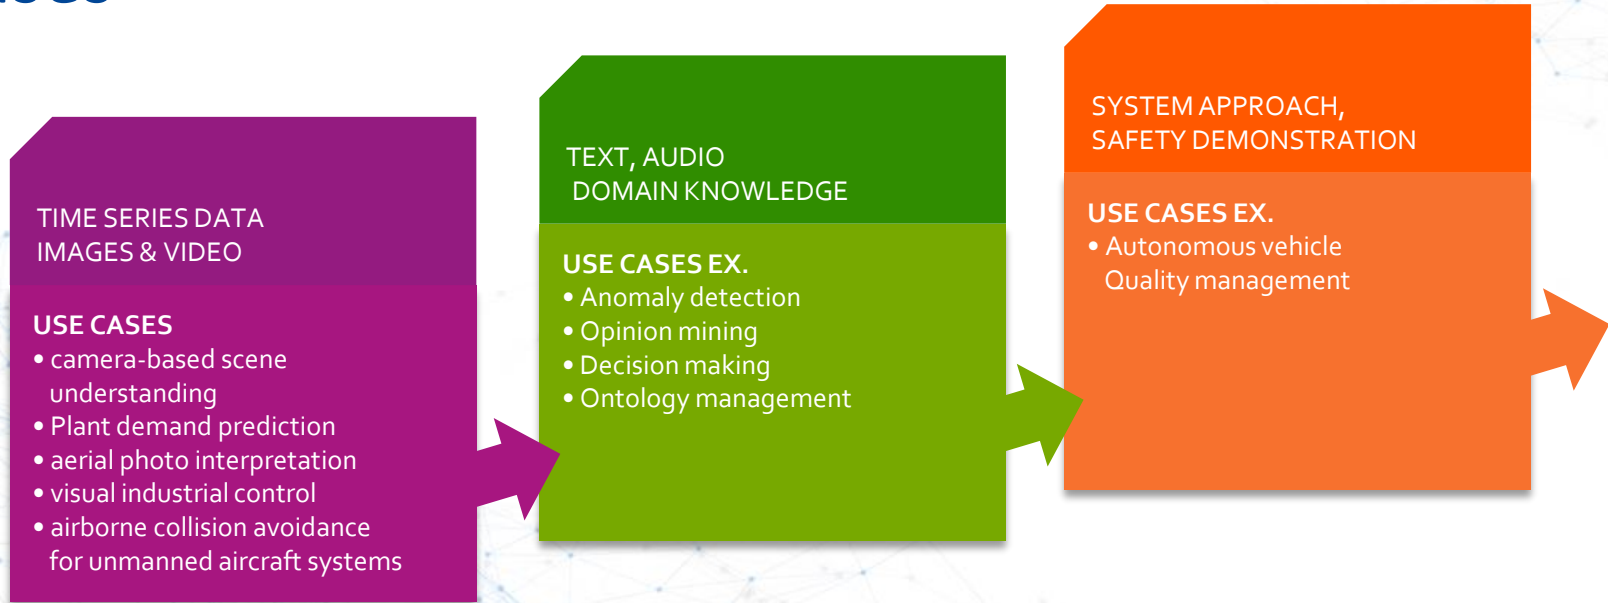 TIME SERIES DATA
IMAGES & VIDEO
USE CASES
• camera-based scene
understanding
• Plant demand prediction
• aerial photo interpretation
• visual industrial control
• airborne collision avoidance
for unmanned aircraft systems
TEXT, AUDIO
DOMAIN KNOWLEDGE
USE CASES EX.
• Anomaly detection
• Opinion mining
• Decision making
• Ontology management
SYSTEM APPROACH,
SAFETY DEMONSTRATION
USE CASES EX.
• Autonomous vehicle
Quality management